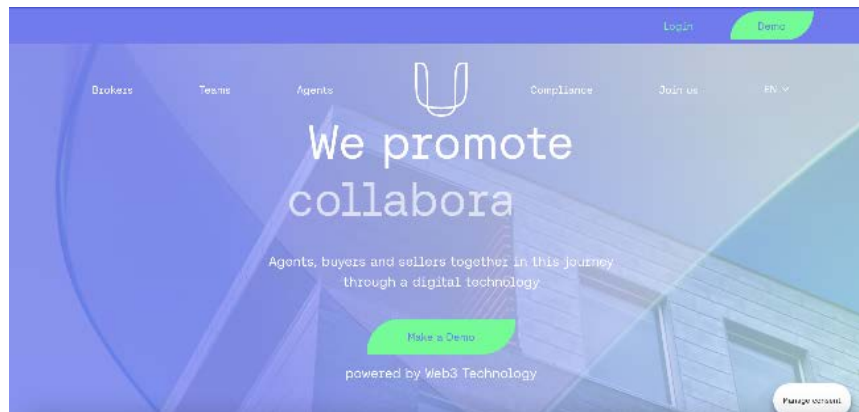 Login
Demo
Brokers
Teams
Agents
Compliance
Join us
EN
We promote
collabora
Agents, buyers and sellers together in this journey
through a digital technology
Make a Demo
powered by Web3 Technology
Manage consent